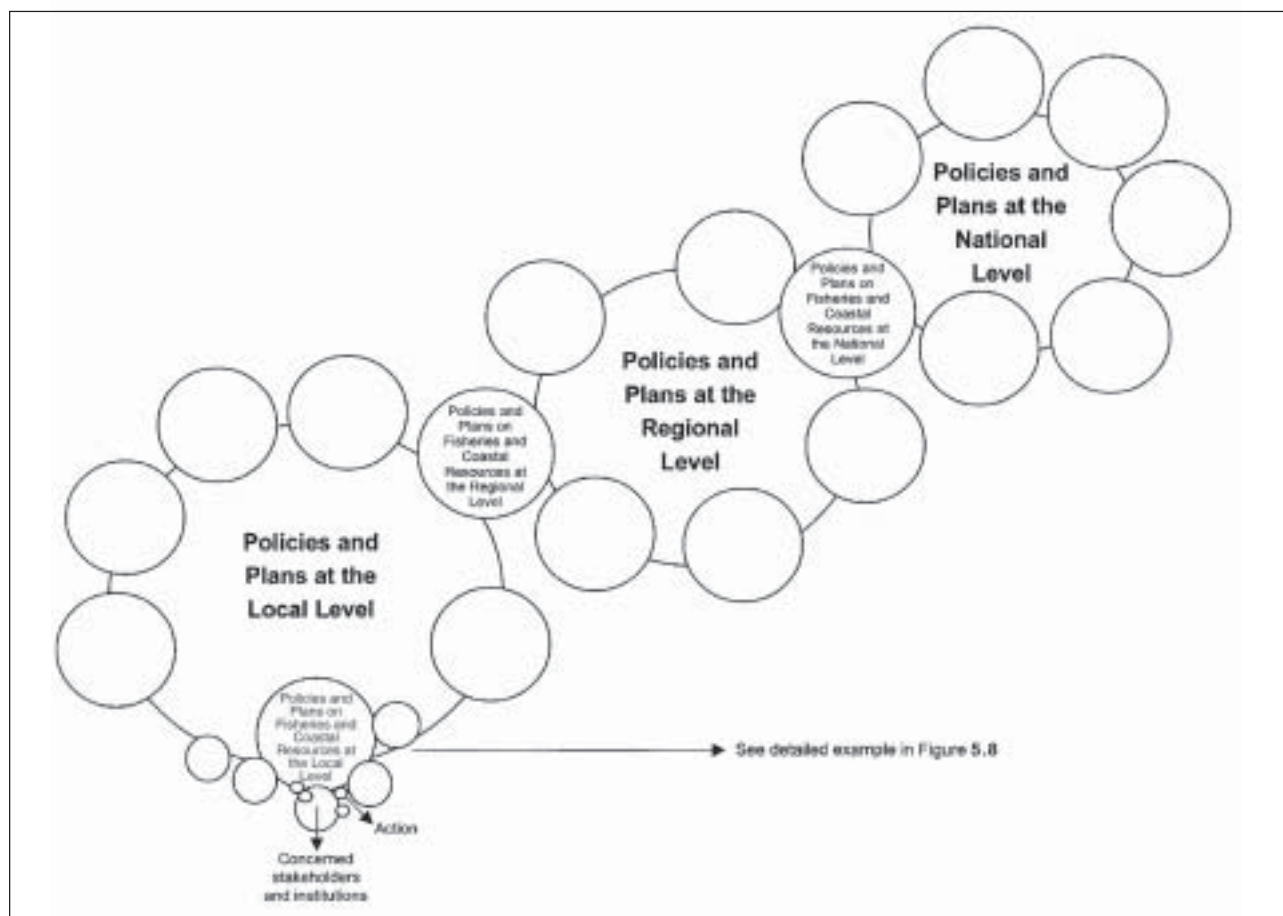 Policies and
Plans at the
National
Level
Policies and
Plans on
Fisheries and
Coastal
Resources at
the National
Level
Policies and
Plans at the
Regional
Level
Policies and
Plans on
Fisheries and
Coastal
Resources at
the Regional
Level
Policies and
Plans at the
Local Level
Policies and
Plans on
Fisheries and
Coastal
Resources at
the Local
Level
See detailed example in Figure 5.8
Action
Concerned
stakeholders
and institutions